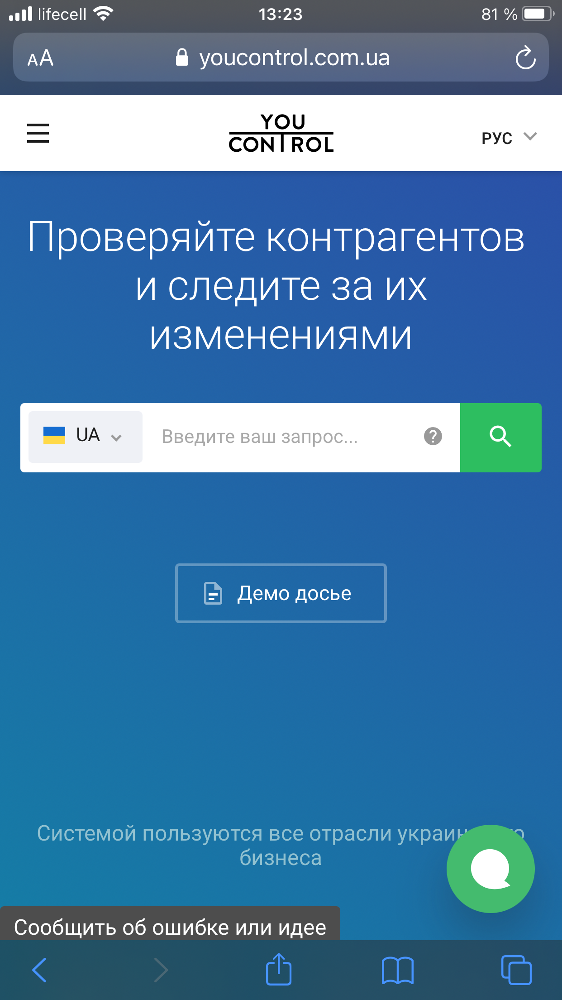 lifecell 13:23 81 %
AA youcontrol.com.ua
YOU
CONTROL
РУС
Проверяйте контрагентов
и следите за их
изменениями
UA Введите ваш запрос... ?
Демо досье
Системой пользуются все отрасли
бизнеса
Сообщить об ошибке или идее